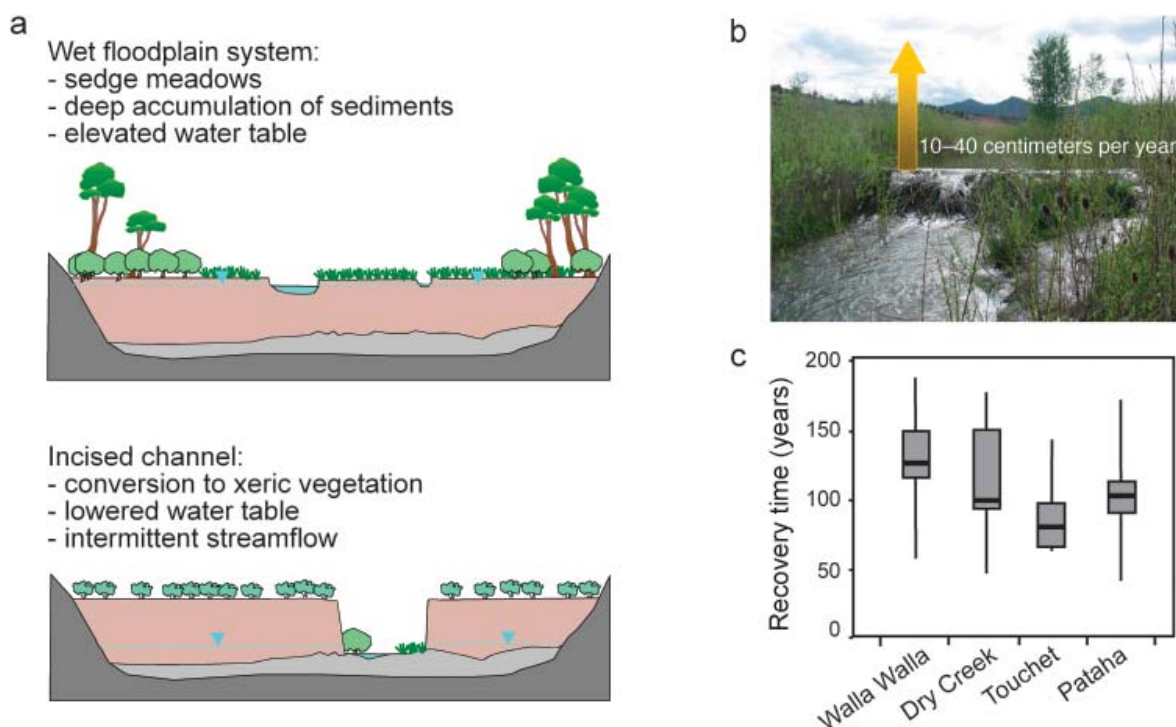 a
Wet floodplain system:
- sedge meadows
- deep accumulation of sediments
- elevated water table
Incised channel:
- conversion to xeric vegetation
- lowered water table
- intermittent streamflow
b
10–40 centimeters per year
c
Recovery time (years)
200
150
100
50
0
Walla Walla
Dry Creek
Touchet
Pataha